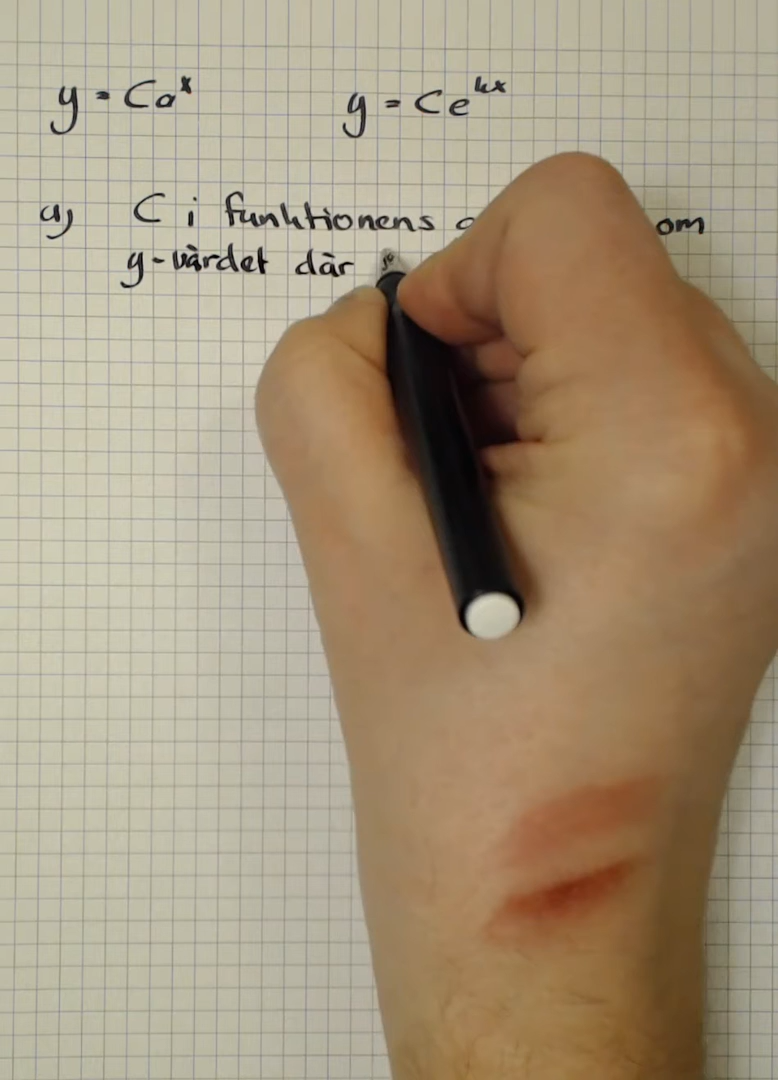 y = Ca^x
y = Ce^kx
a) C i funktionens om
y-värdet där